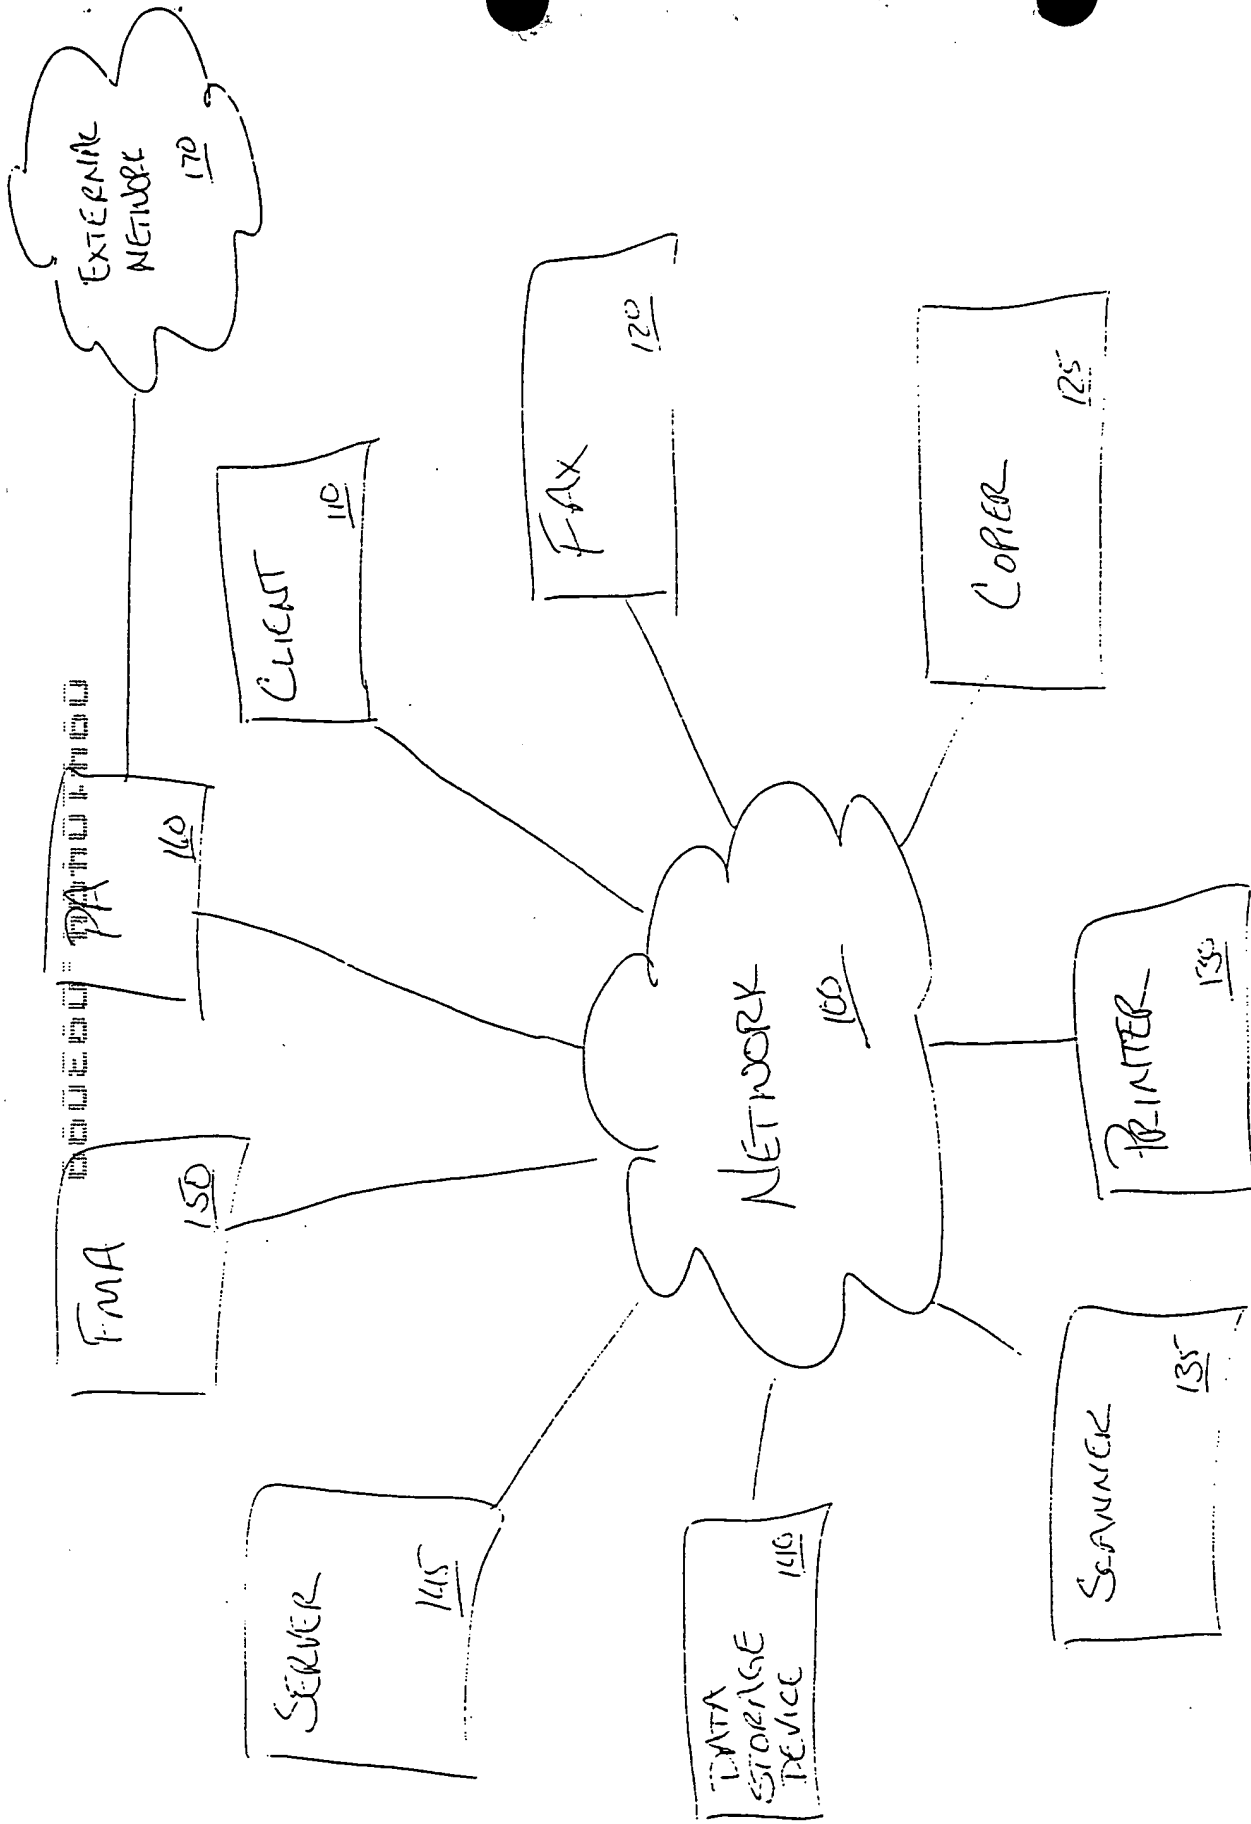 EXTERNAL
NETWORK
170
PA
160
FMA
150
CLIENT
110
SERVER
145
FAX
120
NETWORK
100
DATA
STORAGE
DEVICE
140
COPIER
125
PRINTER
130
SCANNER
135